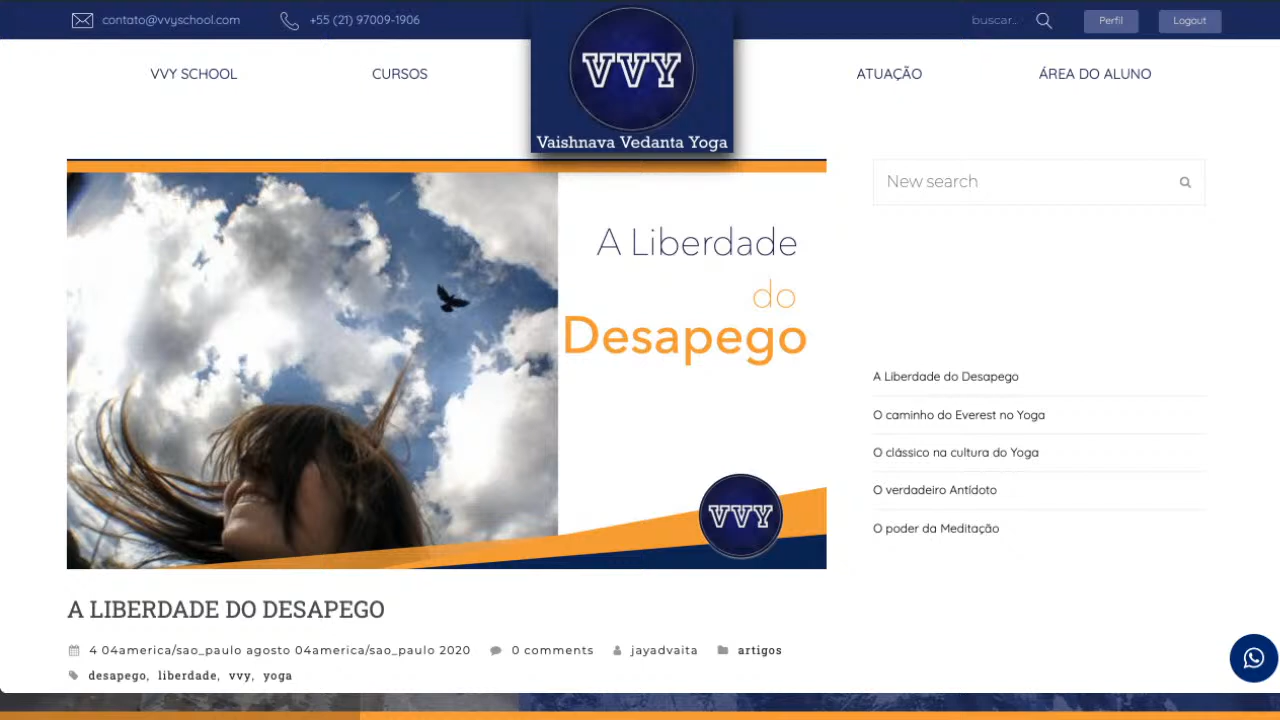 contato@vvyschool.com
+55 (21) 97009-1906
buscar..
Perfil
Logout
VVY SCHOOL
CURSOS
VVY
Vaishnava Vedanta Yoga
ATUAÇÃO
ÁREA DO ALUNO
A Liberdade
do
Desapego
VVY
New search
A Liberdade do Desapego
O caminho do Everest no Yoga
O clássico na cultura do Yoga
O verdadeiro Antídoto
O poder da Meditação
A LIBERDADE DO DESAPEGO
4 04america/sao_paulo agosto 04america/sao_paulo 2020 0 comments jayadvaita artigos
desapego, liberdade, vvy, yoga